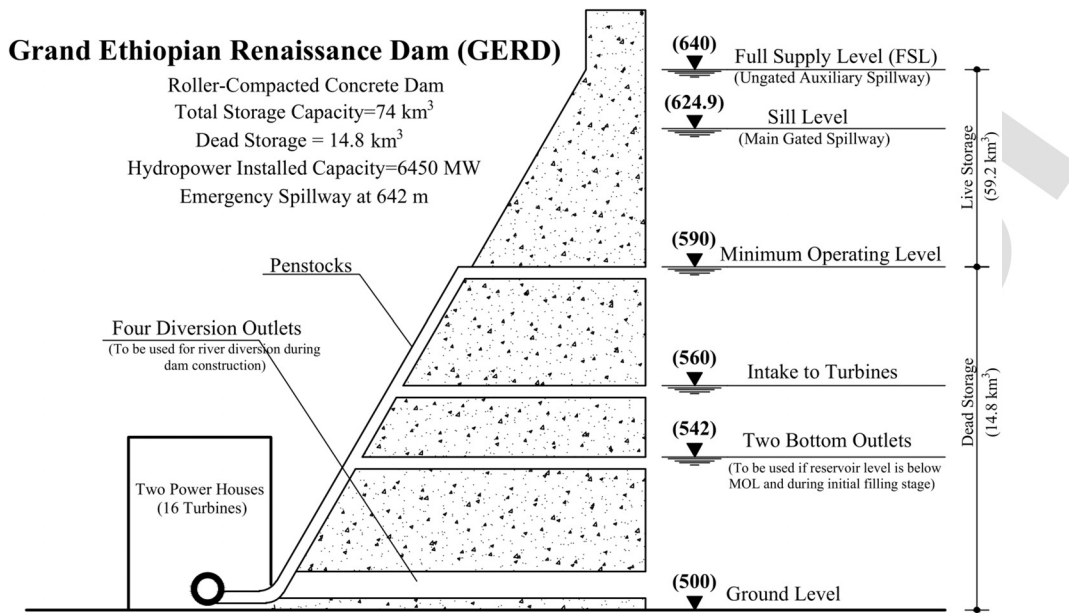 Grand Ethiopian Renaissance Dam (GERD)
Roller-Compacted Concrete Dam
Total Storage Capacity=74 km³
Dead Storage = 14.8 km³
Hydropower Installed Capacity=6450 MW
Emergency Spillway at 642 m
Penstocks
Four Diversion Outlets
(To be used for river diversion during
dam construction)
Two Power Houses
(16 Turbines)
(640)
Full Supply Level (FSL)
(Ungated Auxiliary Spillway)
(624.9)
Sill Level
(Main Gated Spillway)
(590)
Minimum Operating Level
(560)
Intake to Turbines
(542)
Two Bottom Outlets
(To be used if reservoir level is below
MOL and during initial filling stage)
(500)
Ground Level
Live Storage
(59.2 km³)
Dead Storage
(14.8 km³)